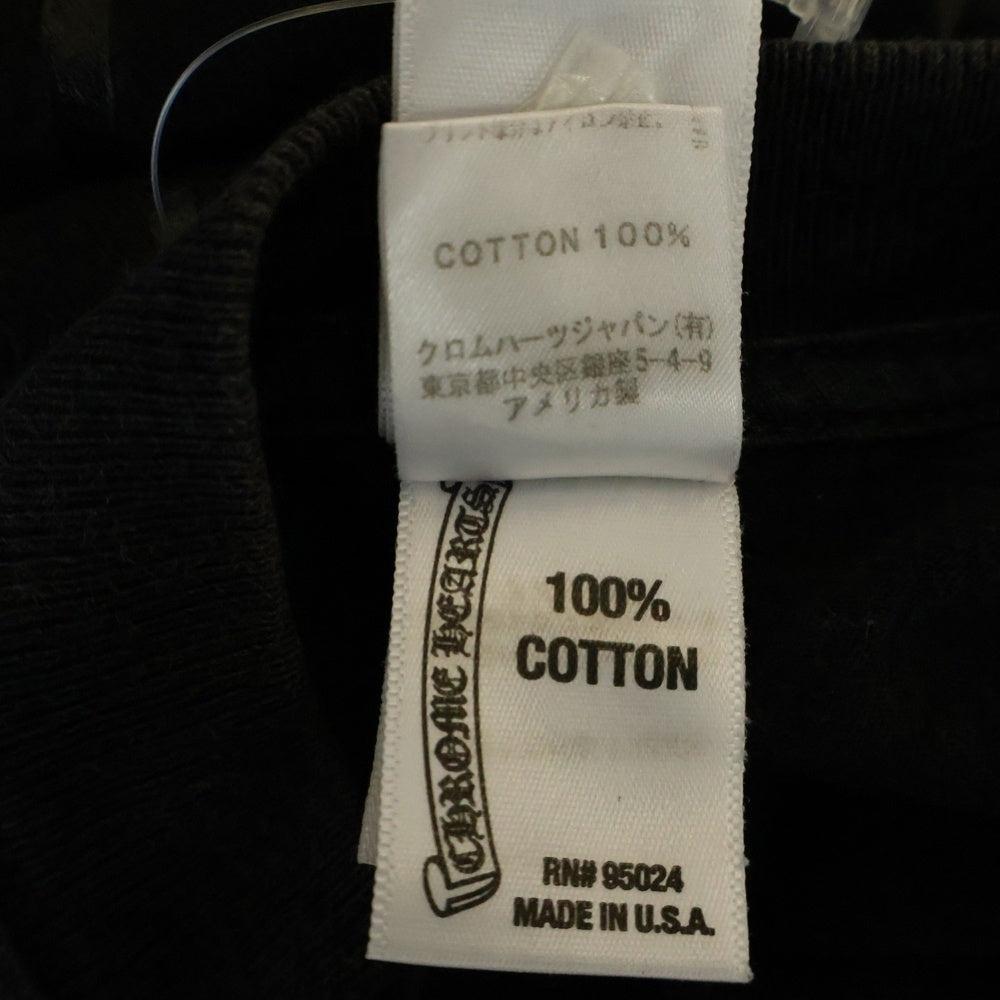 COTTON 100%
クロムハーツジャパン(有)
東京都中央区銀座5-4-9
アメリカ製
CHROME HEARTS
100%
COTTON
RN# 95024
MADE IN U.S.A.